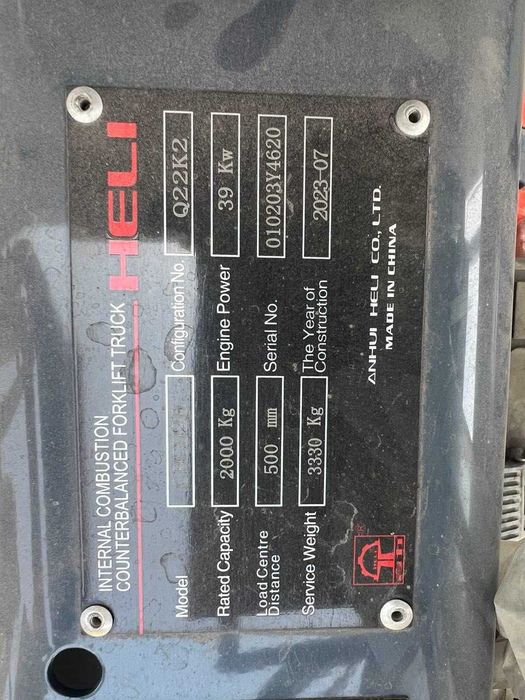 INTERNAL COMBUSTION
COUNTERBALANCED FORKLIFT TRUCK
HELI
Model
Configuration No.
Q22K2
Rated Capacity
2000 Kg
Engine Power
39 Kw
Load Centre
Distance
500 mm
Serial No.
010203Y4620
Service Weight
3330 Kg
The Year of
Construction
2023-07
®
ANHUI HELI CO., LTD.
MADE IN CHINA